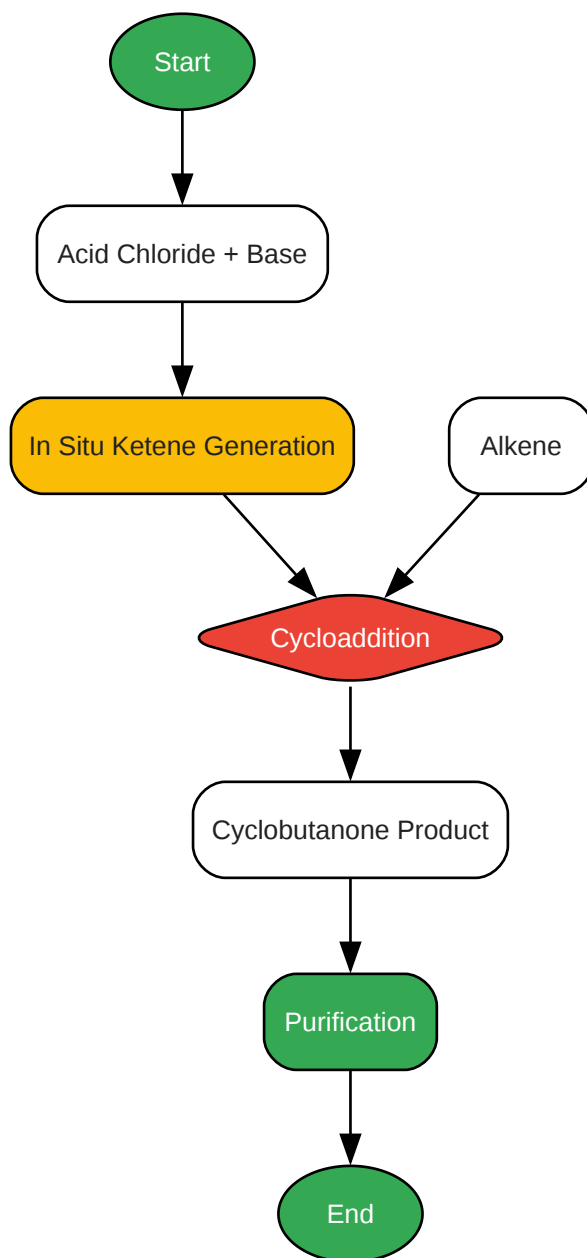 Start
Acid Chloride + Base
In Situ Ketene Generation
Alkene
Cycloaddition
Cyclobutanone Product
Purification
End